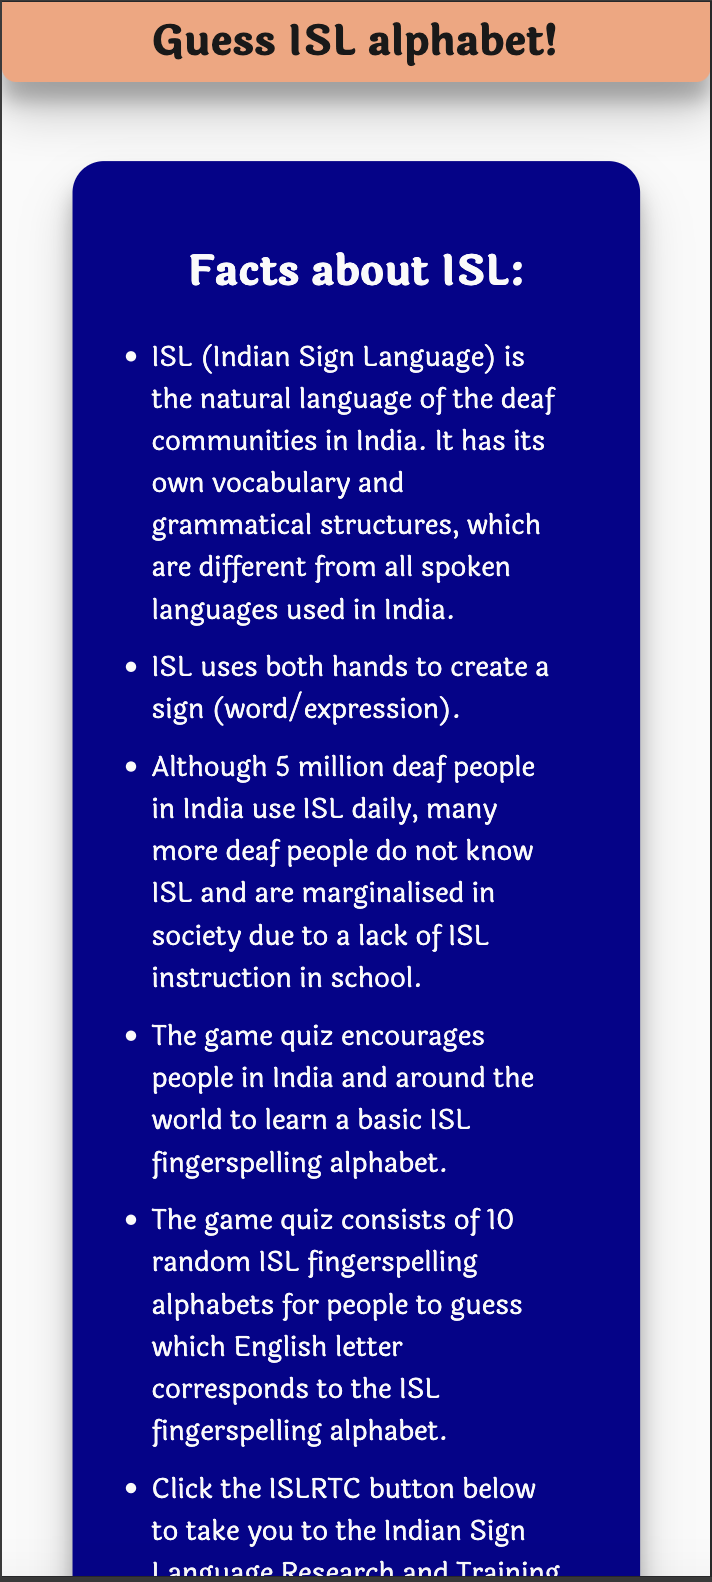 Guess ISL alphabet!
Facts about ISL:
• ISL (Indian Sign Language) is
the natural language of the deaf
communities in India. It has its
own vocabulary and
grammatical structures, which
are different from all spoken
languages used in India.
• ISL uses both hands to create a
sign (word/expression).
• Although 5 million deaf people
in India use ISL daily, many
more deaf people do not know
ISL and are marginalised in
society due to a lack of ISL
instruction in school.
• The game quiz encourages
people in India and around the
world to learn a basic ISL
fingerspelling alphabet.
• The game quiz consists of 10
random ISL fingerspelling
alphabets for people to guess
which English letter
corresponds to the ISL
fingerspelling alphabet.
• Click the ISLRTC button below
to take you to the Indian Sign
Language Research and Training